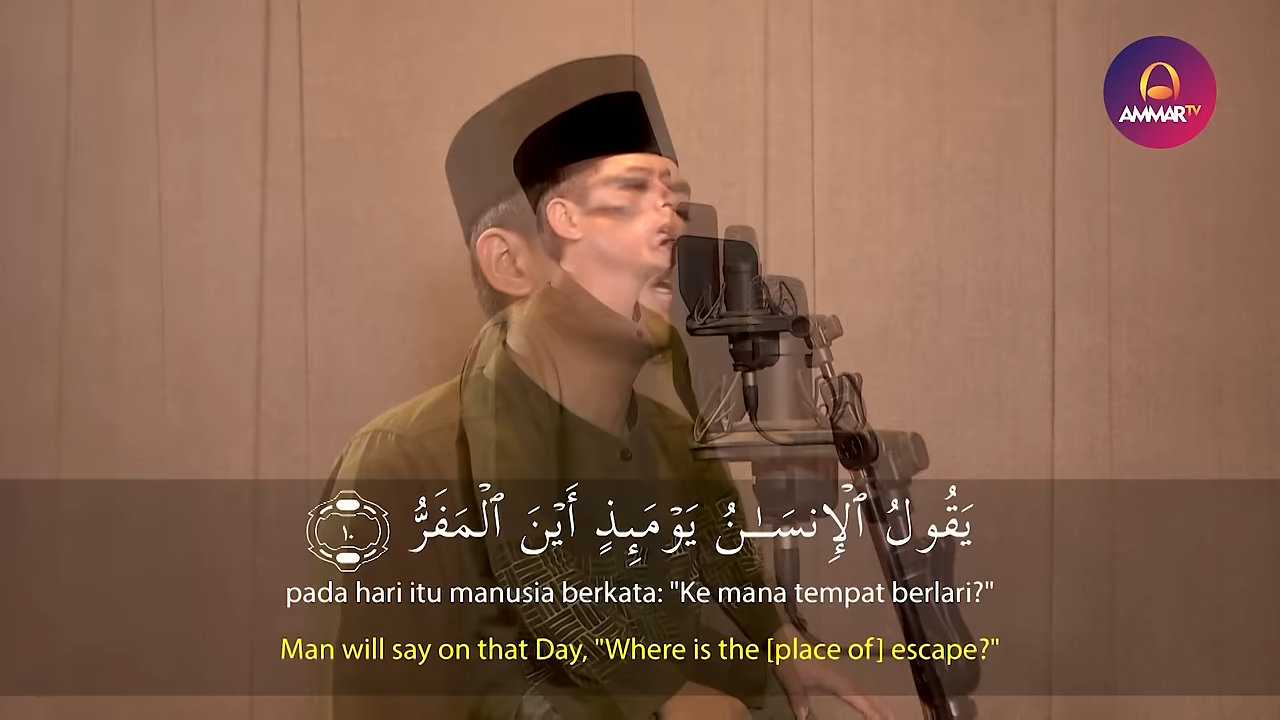 AMMARTV
يَقُولُ ٱلْإِنسَـٰنُ يَوْمَئِذٍ أَيْنَ ٱلْمَفَرُّ ١٠
pada hari itu manusia berkata: "Ke mana tempat berlari?"
Man will say on that Day, "Where is the [place of] escape?"